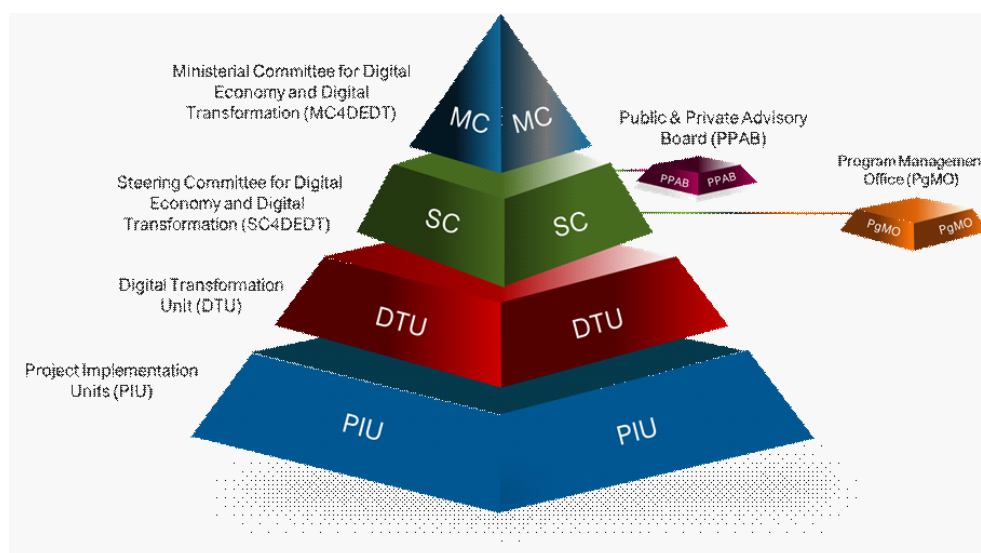 Ministerial Committee for Digital
Economy and Digital
Transformation (MC4DEDT)
MC MC
Public & Private Advisory
Board (PPAB)
PPAB PPAB
Program Management
Office (PgMO)
PgMO PgMO
Steering Committee for Digital
Economy and Digital
Transformation (SC4DEDT)
SC SC
Digital Transformation
Unit (DTU)
DTU DTU
Project Implementation
Units (PIU)
PIU PIU